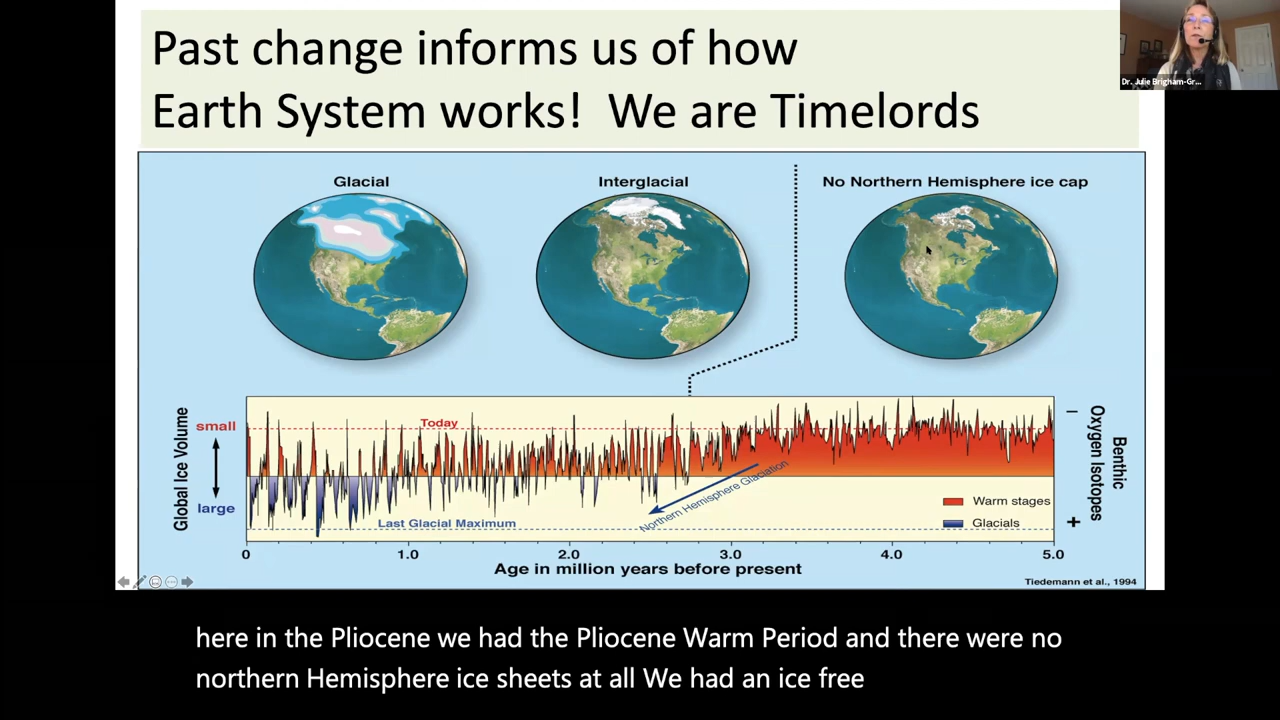 Past change informs us of how
Earth System works!  We are Timelords
Dr. Julie Brigham-Gr...
Glacial
Interglacial
No Northern Hemisphere ice cap
Global Ice Volume
small
large
Today
Last Glacial Maximum
Northern Hemisphere Glaciation
Warm stages
Glacials
−
+
Benthic
Oxygen Isotopes
0
1.0
2.0
3.0
4.0
5.0
Age in million years before present
Tiedemann et al., 1994
here in the Pliocene we had the Pliocene Warm Period and there were no
northern Hemisphere ice sheets at all We had an ice free